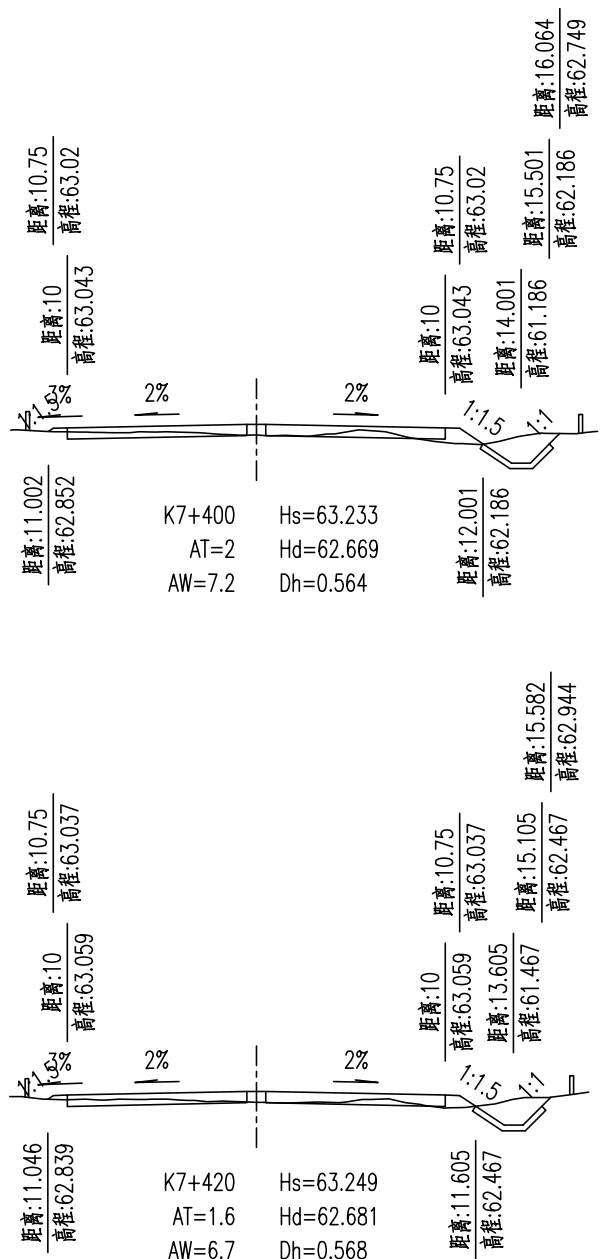 距离:16.064
高程:62.749
距离:10.75
高程:63.02
距离:10.75
高程:63.02
距离:15.501
高程:62.186
距离:10
高程:63.043
距离:10
高程:63.043
距离:14.001
高程:61.186
1:1.5
3%
2%
2%
1:1.5
1:1
距离:11.002
高程:62.852
距离:12.001
高程:62.186
K7+400 Hs=63.233
AT=2 Hd=62.669
AW=7.2 Dh=0.564
距离:15.582
高程:62.944
距离:10.75
高程:63.037
距离:10.75
高程:63.037
距离:15.105
高程:62.467
距离:10
高程:63.059
距离:10
高程:63.059
距离:13.605
高程:61.467
1:1.5
3%
2%
2%
1:1.5
1:1
距离:11.046
高程:62.839
距离:11.605
高程:62.467
K7+420 Hs=63.249
AT=1.6 Hd=62.681
AW=6.7 Dh=0.568